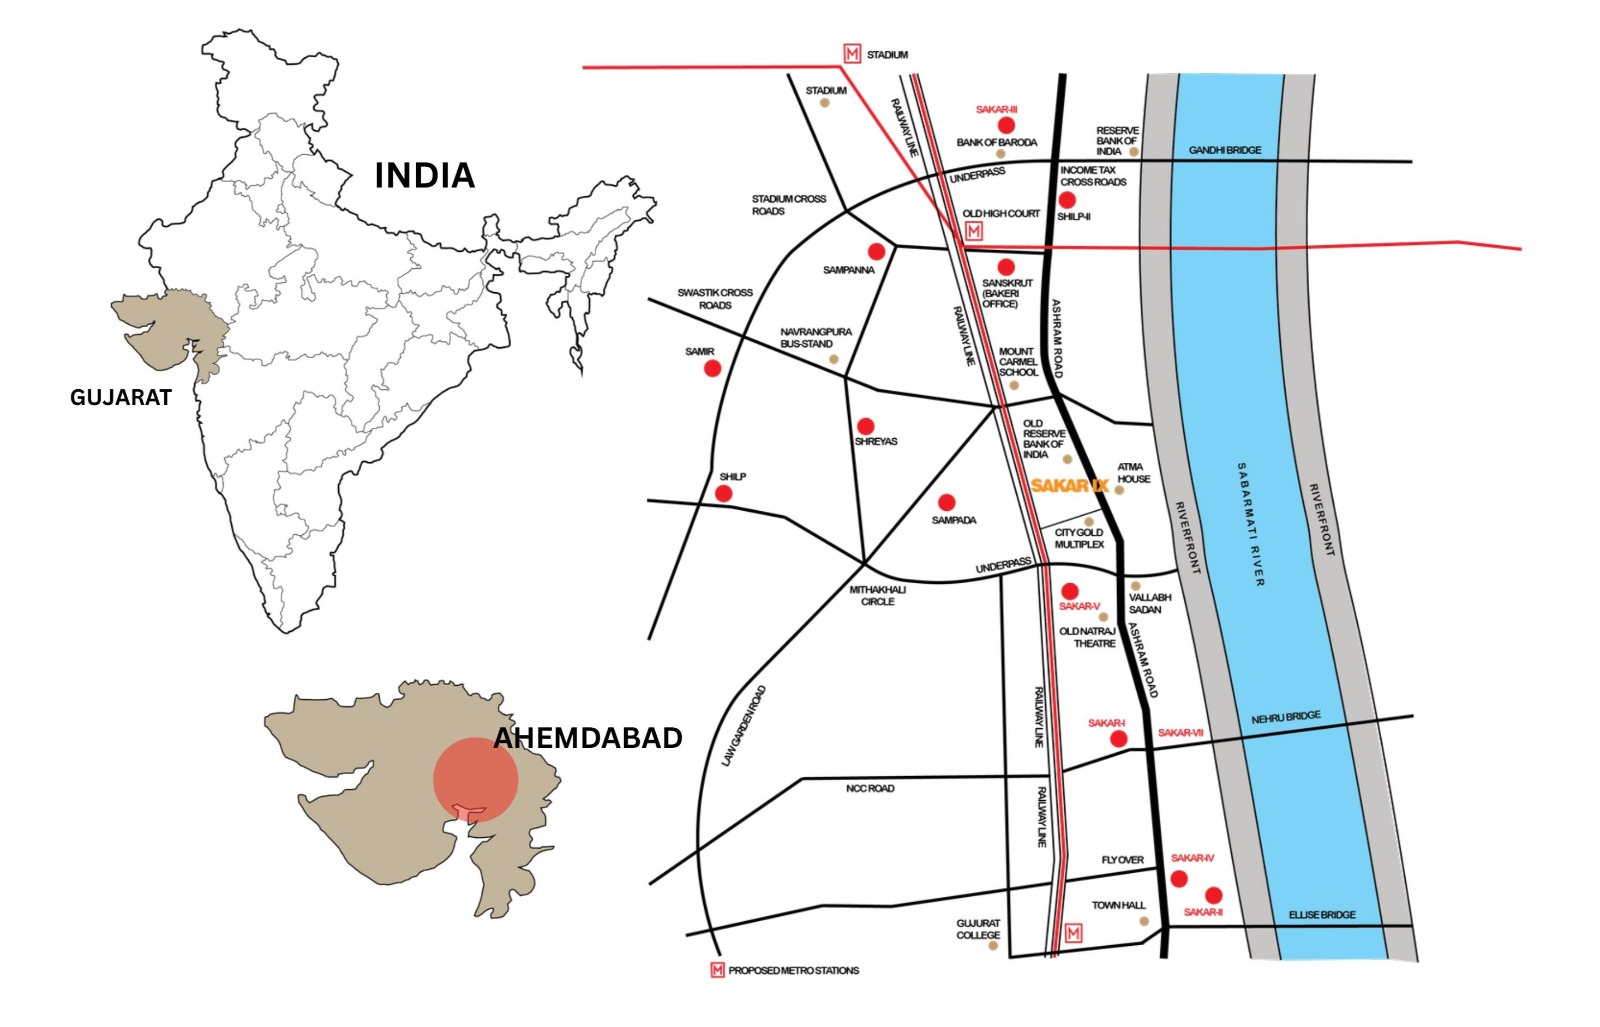 INDIA
GUJARAT
AHEMDABAD
STADIUM
STADIUM
RAILWAY LINE
SAKAR-III
BANK OF BARODA
RESERVE
BANK OF
INDIA
GANDHI BRIDGE
UNDERPASS
INCOME TAX
CROSS ROADS
STADIUM CROSS
ROADS
OLD HIGH COURT
SHILP-II
SAMPANNA
SANSKRUT
(BAKERI
OFFICE)
SWASTIK CROSS
ROADS
ASHRAM ROAD
RAILWAY LINE
NAVRANGPURA
BUS-STAND
SAMIR
MOUNT
CARMEL
SCHOOL
SHREYAS
OLD
RESERVE
BANK OF
INDIA
ATMA
HOUSE
SHILP
SAKAR IX
SAMPADA
CITY GOLD
MULTIPLEX
RIVERFRONT
SABARMATI RIVER
RIVERFRONT
UNDERPASS
MITHAKHALI
CIRCLE
SAKAR-V
VALLABH
SADAN
OLD NATRAJ
THEATRE
ASHRAM ROAD
LAW GARDEN ROAD
RAILWAY LINE
SAKAR-I
SAKAR-VII
NEHRU BRIDGE
NCC ROAD
RAILWAY LINE
FLY OVER
SAKAR-IV
SAKAR-II
TOWN HALL
ELLISE BRIDGE
GUJURAT
COLLEGE
M
M
M
M PROPOSED METRO STATIONS